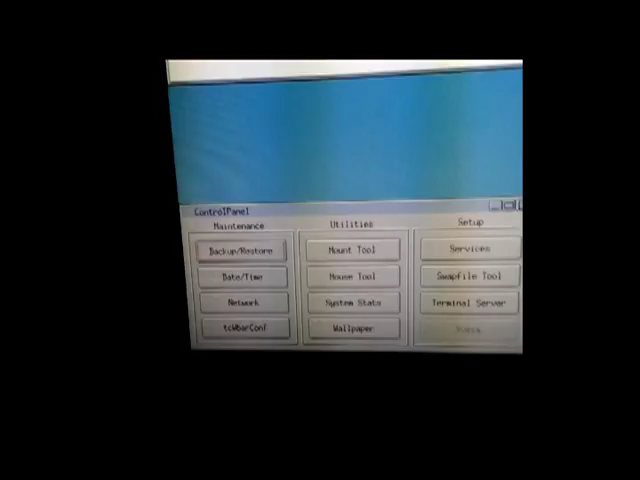 ControlPanel
Maintenance
Backup/Restore
Date/Time
Network
tcWbarConf
Utilities
Mount Tool
Mouse Tool
System Stats
Wallpaper
Setup
Services
Swapfile Tool
Terminal Server